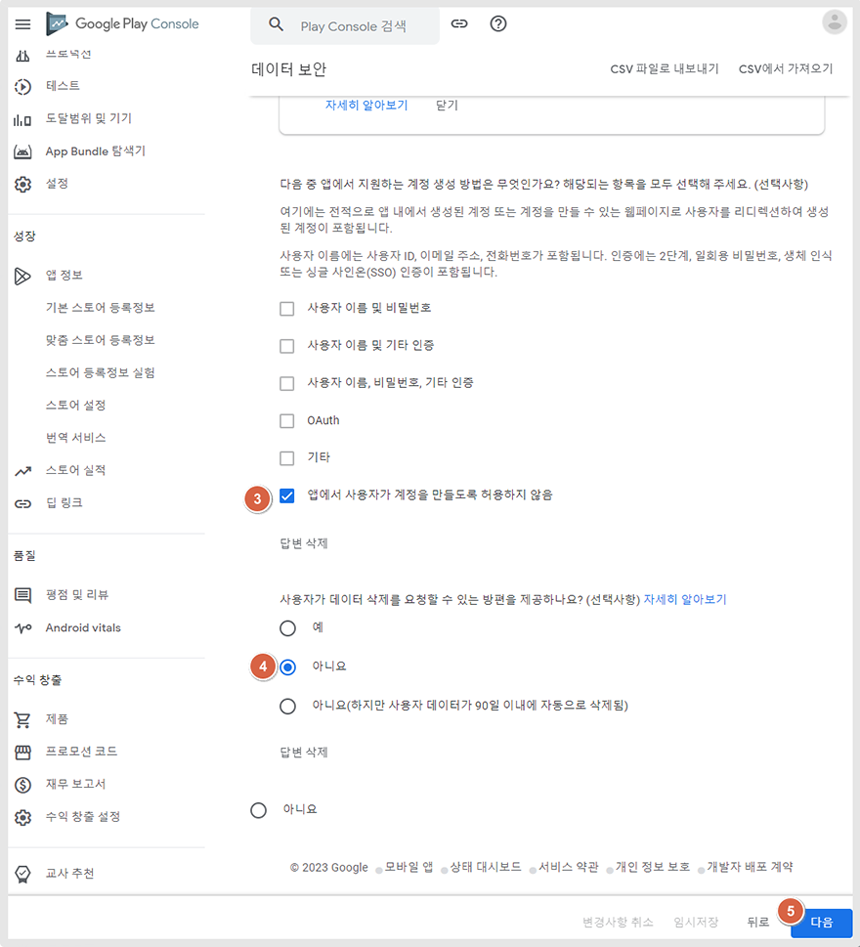 Google Play Console
Play Console 검색
프로덕션
테스트
도달범위 및 기기
App Bundle 탐색기
설정
성장
앱 정보
기본 스토어 등록정보
맞춤 스토어 등록정보
스토어 등록정보 실험
스토어 설정
번역 서비스
스토어 실적
딥 링크
품질
평점 및 리뷰
Android vitals
수익 창출
제품
프로모션 코드
재무 보고서
수익 창출 설정
교사 추천
데이터 보안
CSV 파일로 내보내기 CSV에서 가져오기
자세히 알아보기 닫기
다음 중 앱에서 지원하는 계정 생성 방법은 무엇인가요? 해당되는 항목을 모두 선택해 주세요. (선택사항)
여기에는 전적으로 앱 내에서 생성된 계정 또는 계정을 만들 수 있는 웹페이지로 사용자를 리디렉션하여 생성
된 계정이 포함됩니다.
사용자 이름에는 사용자 ID, 이메일 주소, 전화번호가 포함됩니다. 인증에는 2단계, 일회용 비밀번호, 생체 인식
또는 싱글 사인온(SSO) 인증이 포함됩니다.
사용자 이름 및 비밀번호
사용자 이름 및 기타 인증
사용자 이름, 비밀번호, 기타 인증
OAuth
기타
3 앱에서 사용자가 계정을 만들도록 허용하지 않음
답변 삭제
사용자가 데이터 삭제를 요청할 수 있는 방편을 제공하나요? (선택사항) 자세히 알아보기
예
4 아니요
아니요(하지만 사용자 데이터가 90일 이내에 자동으로 삭제됨)
답변 삭제
아니요
© 2023 Google 모바일 앱 상태 대시보드 서비스 약관 개인 정보 보호 개발자 배포 계약
변경사항 취소 임시저장 뒤로 5 다음